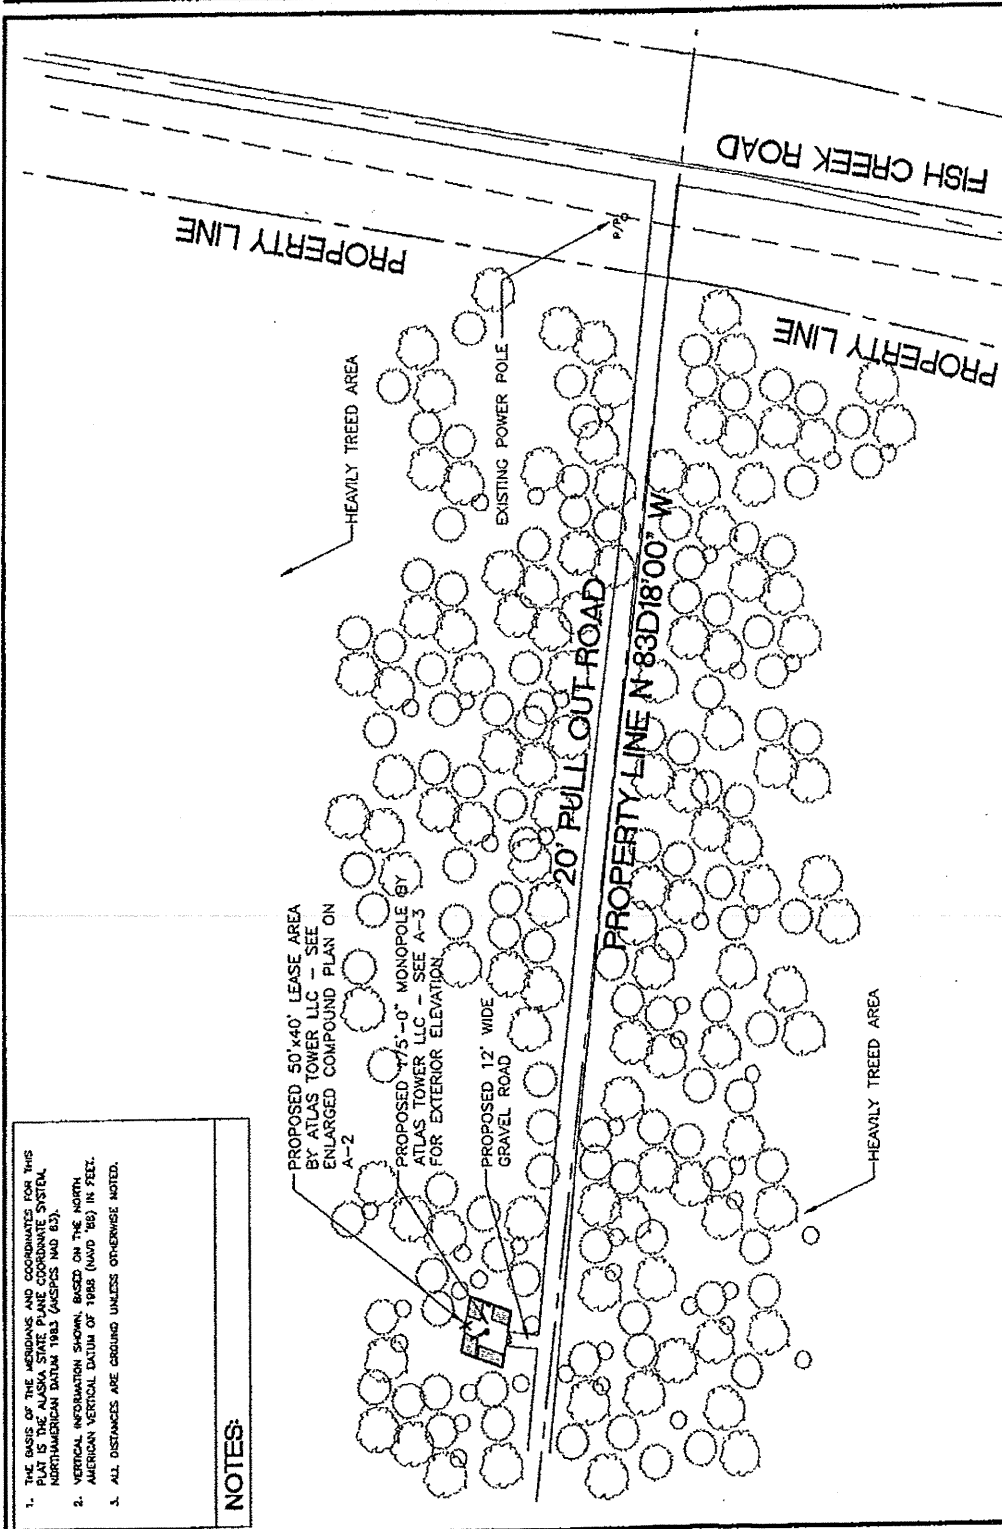 1. THE BASIS OF THE MERIDIANS AND COORDINATES FOR THIS
PLAT IS THE ALASKA STATE PLANE COORDINATE SYSTEM,
NORTHAMERICAN DATUM 1983 (AKSPCS NAD 83).
2. VERTICAL INFORMATION SHOWN, BASED ON THE NORTH
AMERICAN VERTICAL DATUM OF 1988 (NAVD '88) IN FEET.
3. ALL DISTANCES ARE GROUND UNLESS OTHERWISE NOTED.
NOTES:
PROPOSED 50'x40' LEASE AREA
BY ATLAS TOWER LLC - SEE
ENLARGED COMPOUND PLAN ON
A-2
PROPOSED 175'-0" MONOPOLE BY
ATLAS TOWER LLC - SEE A-3
FOR EXTERIOR ELEVATION
PROPOSED 12' WIDE
GRAVEL ROAD
HEAVILY TREED AREA
EXISTING POWER POLE
P/P
PROPERTY LINE
FISH CREEK ROAD
PROPERTY LINE
20' PULL OUT ROAD
PROPERTY LINE N 83D18'00" W
HEAVILY TREED AREA